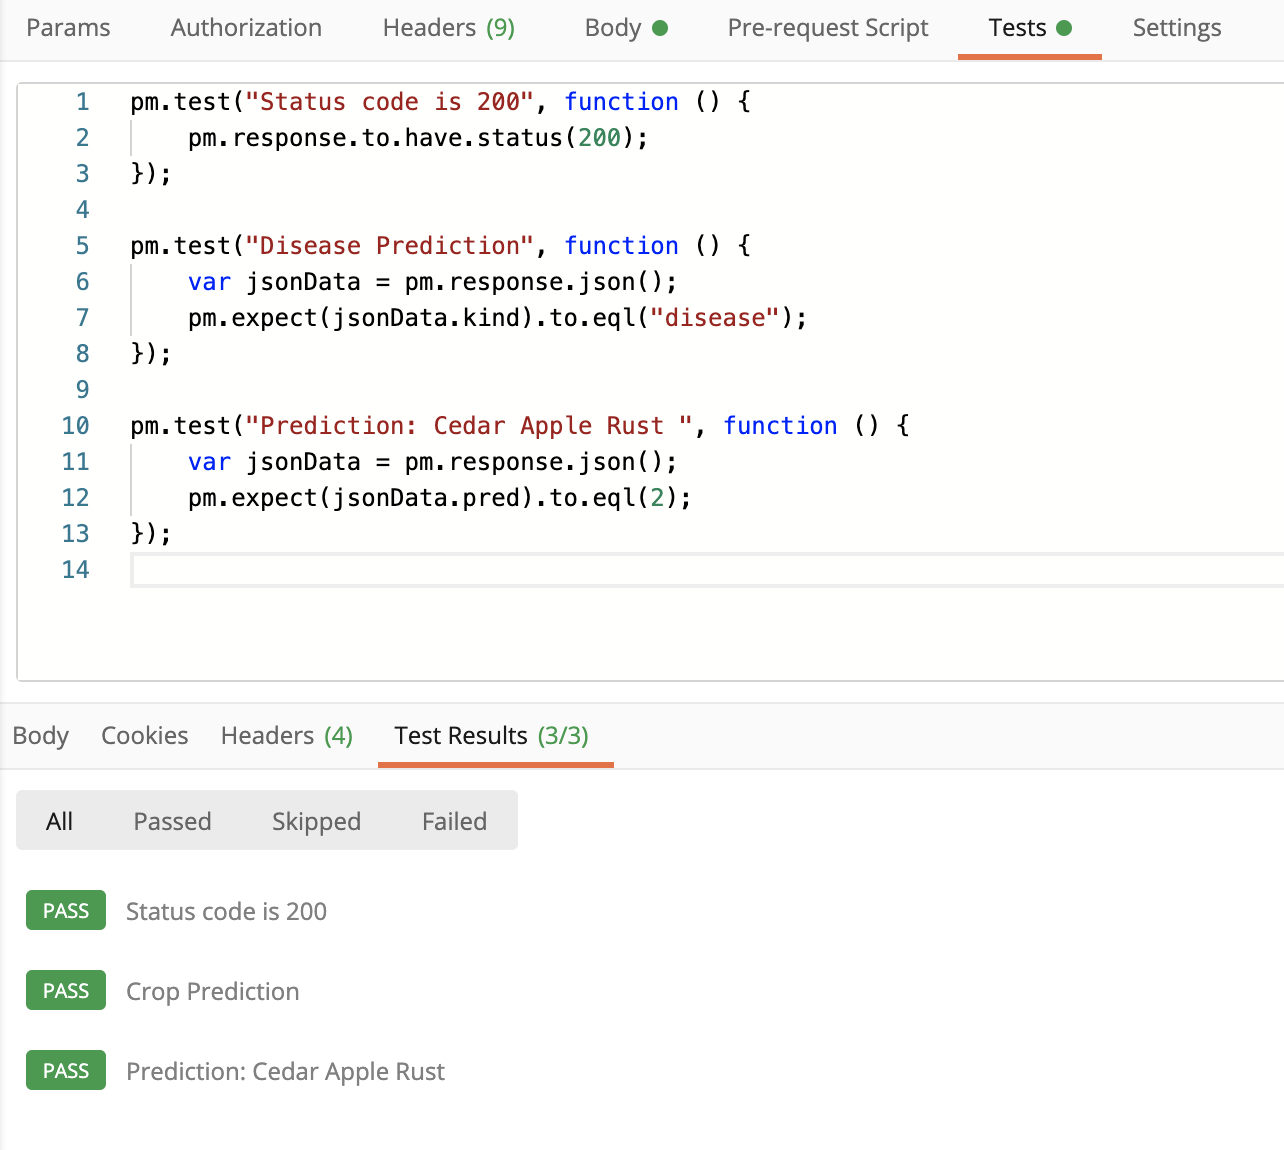 Params Authorization Headers (9) Body Pre-request Script Tests Settings
1 pm.test("Status code is 200", function () {
2 pm.response.to.have.status(200);
3 });
4
5 pm.test("Disease Prediction", function () {
6 var jsonData = pm.response.json();
7 pm.expect(jsonData.kind).to.eql("disease");
8 });
9
10 pm.test("Prediction: Cedar Apple Rust ", function () {
11 var jsonData = pm.response.json();
12 pm.expect(jsonData.pred).to.eql(2);
13 });
14
Body Cookies Headers (4) Test Results (3/3)
All Passed Skipped Failed
PASS Status code is 200
PASS Crop Prediction
PASS Prediction: Cedar Apple Rust